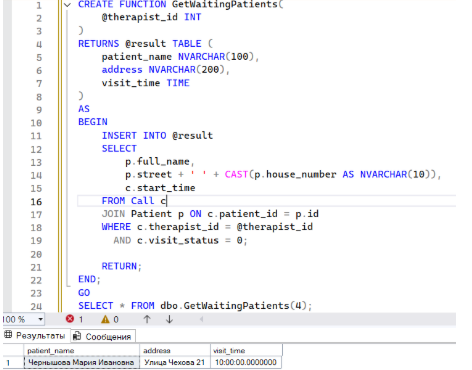 1 CREATE FUNCTION GetWaitingPatients(
2 @therapist_id INT
3 )
4 RETURNS @result TABLE (
5 patient_name NVARCHAR(100),
6 address NVARCHAR(200),
7 visit_time TIME
8 )
9 AS
10 BEGIN
11 INSERT INTO @result
12 SELECT
13 p.full_name,
14 p.street + ' ' + CAST(p.house_number AS NVARCHAR(10)),
15 c.start_time
16 FROM Call c
17 JOIN Patient p ON c.patient_id = p.id
18 WHERE c.therapist_id = @therapist_id
19 AND c.visit_status = 0;
20
21 RETURN;
22 END;
23 GO
24 SELECT * FROM dbo.GetWaitingPatients(4);
100 % 1 0
Результаты Сообщения
patient_name address visit_time
1 Чернышова Мария Ивановна Улица Чехова 21 10:00:00.0000000